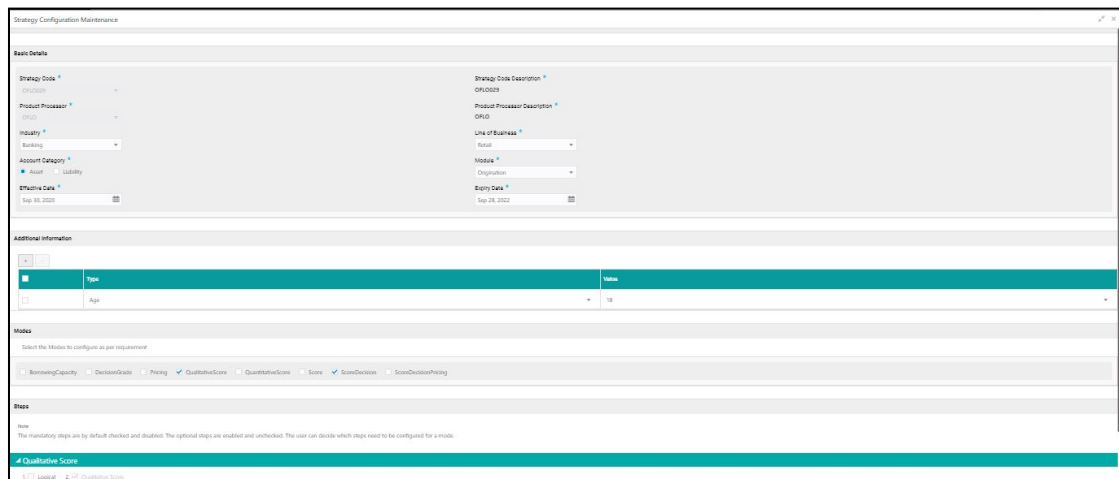 Strategy Configuration Maintenance
Basic Details
Strategy Code *
Strategy Code Description *
OFLO029
OFLO029
Product Processor *
Product Processor Description *
OFLO
OFLO
Industry *
Line of Business *
Banking
Retail
Account Category *
Module *
Asset Liability
Origination
Effective Date *
Expiry Date *
Sep 30, 2020
Sep 28, 2022
Additional Information
Type Value
Age 18
Modes
Select the Modes to configure as per requirement
BorrowingCapacity DecisionGrade Pricing QualitativeScore QuantitativeScore Score ScoreDecision ScoreDecisionPricing
Steps
Note
The mandatory steps are by default checked and disabled. The optional steps are enabled and unchecked. The user can decide which steps need to be configured for a mode.
Qualitative Score
1. Logical 2. Qualitative Score